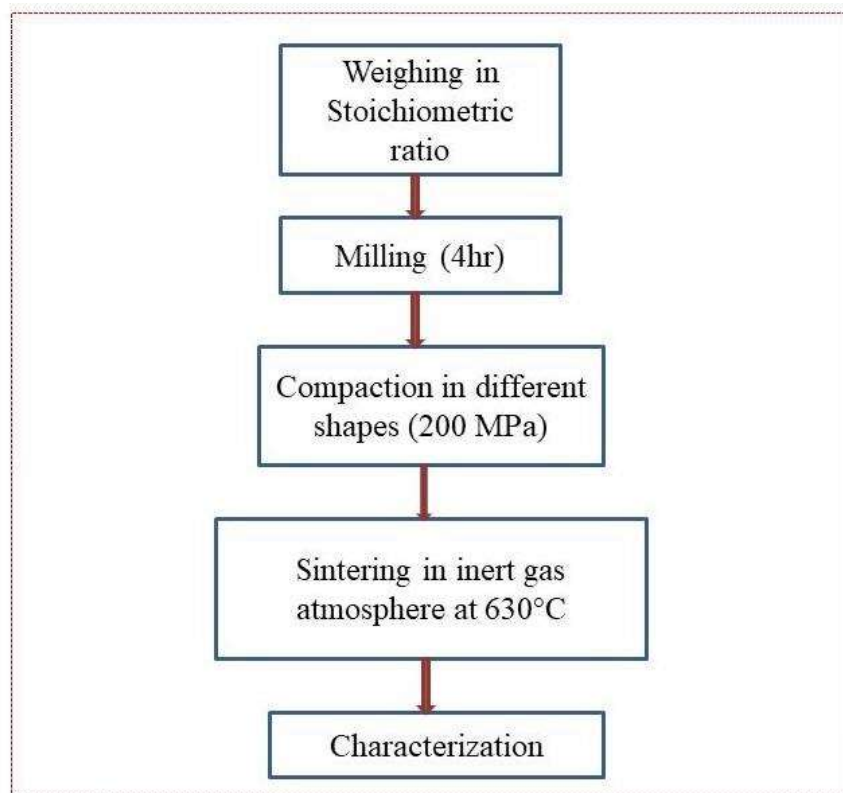 Weighing in
Stoichiometric
ratio
Milling (4hr)
Compaction in different
shapes (200 MPa)
Sintering in inert gas
atmosphere at 630°C
Characterization